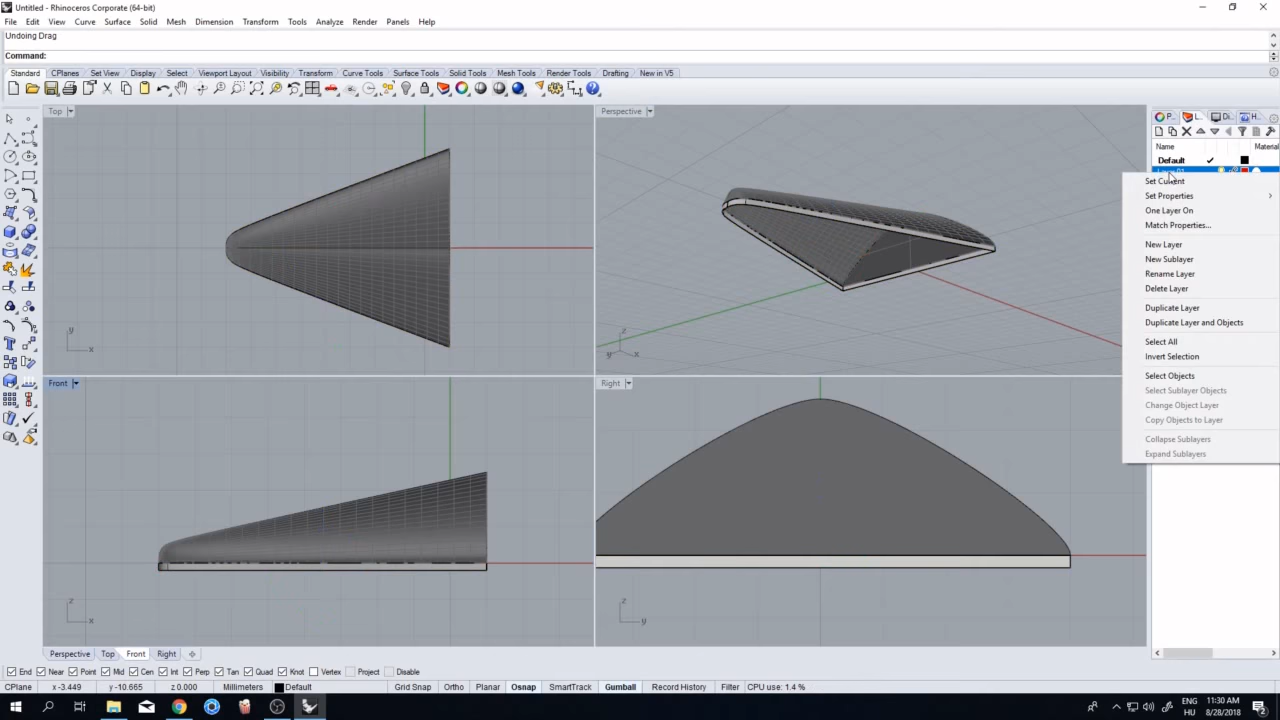 Untitled - Rhinoceros Corporate (64-bit)
File Edit View Curve Surface Solid Mesh Dimension Transform Tools Analyze Render Panels Help
Undoing Drag
Command:
Standard CPlanes Set View Display Select Viewport Layout Visibility Transform Curve Tools Surface Tools Solid Tools Mesh Tools Render Tools Drafting New in V5
Top
Perspective
P... L... Di... H...
Name Material
Default
Set Current
Set Properties
One Layer On
Match Properties...
New Layer
New Sublayer
Rename Layer
Delete Layer
Duplicate Layer
Duplicate Layer and Objects
Select All
Invert Selection
Select Objects
Select Sublayer Objects
Change Object Layer
Copy Objects to Layer
Collapse Sublayers
Expand Sublayers
y x
z y x
Front
Right
z x
z y
Perspective Top Front Right
End Near Point Mid Cen Int Perp Tan Quad Knot Vertex Project Disable
CPlane x -3.449 y -10.665 z 0.000 Millimeters Default Grid Snap Ortho Planar Osnap SmartTrack Gumball Record History Filter CPU use: 1.4 %
ENG 11:30 AM
HU 8/28/2018
2